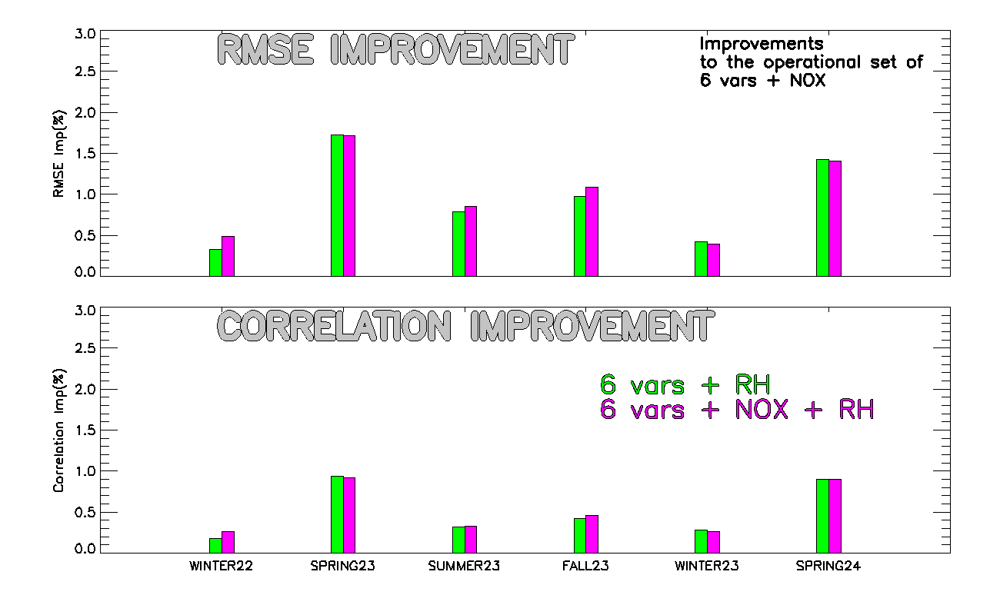 RMSE IMPROVEMENT
Improvements
to the operational set of
6 vars + NOX
RMSE Imp(%)
3.0
2.5
2.0
1.5
1.0
0.5
0.0
CORRELATION IMPROVEMENT
6 vars + RH
6 vars + NOX + RH
Correlation Imp(%)
3.0
2.5
2.0
1.5
1.0
0.5
0.0
WINTER22 SPRING23 SUMMER23 FALL23 WINTER23 SPRING24